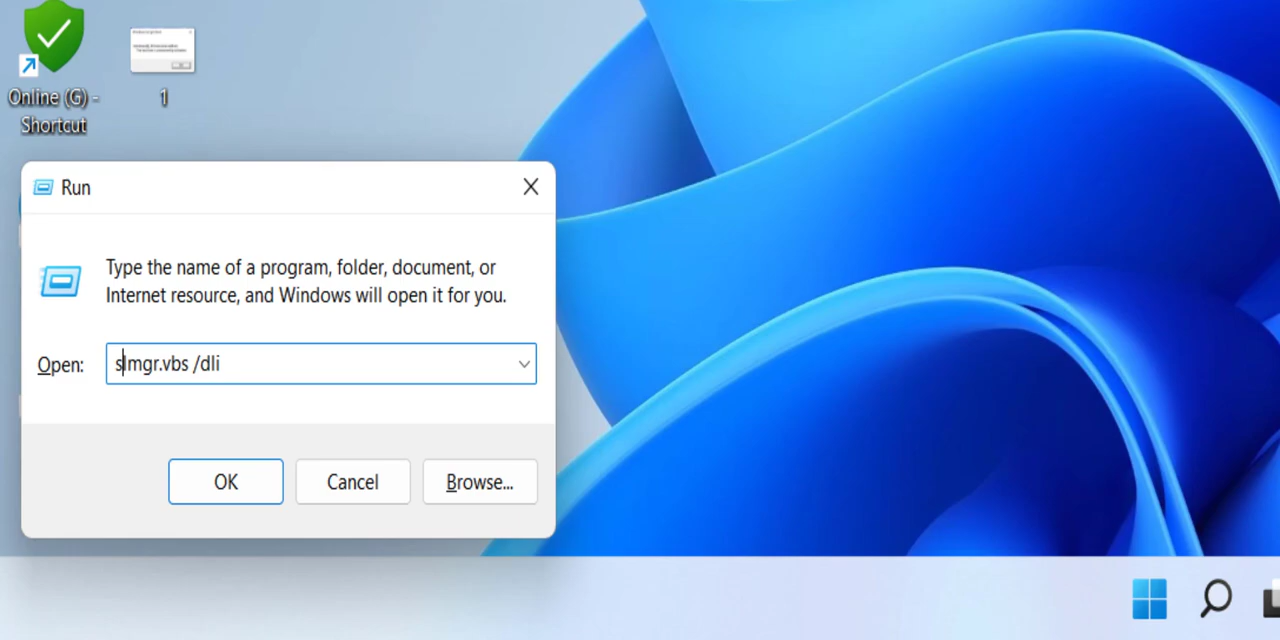 Online (G) -
Shortcut
1
Run
Type the name of a program, folder, document, or
Internet resource, and Windows will open it for you.
Open:
slmgr.vbs /dli
OK
Cancel
Browse...